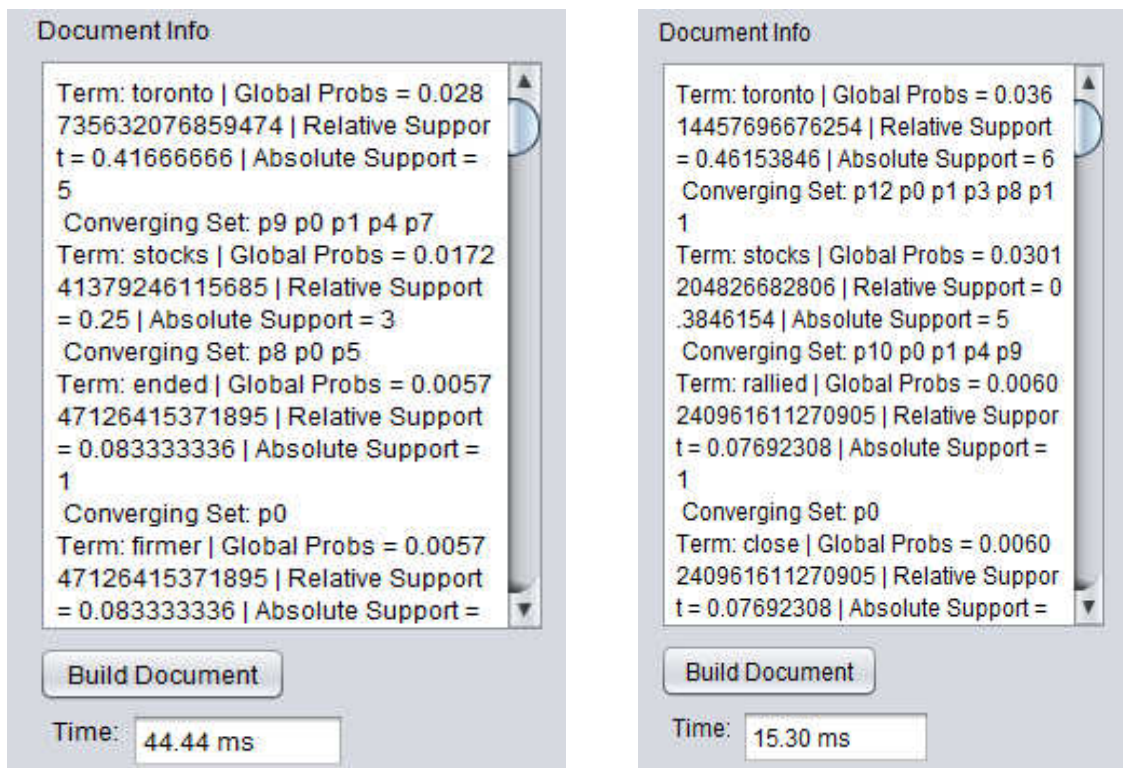 Document Info
Term: toronto | Global Probs = 0.028
735632076859474 | Relative Suppor
t = 0.41666666 | Absolute Support =
5
Converging Set: p9 p0 p1 p4 p7
Term: stocks | Global Probs = 0.0172
41379246115685 | Relative Support
= 0.25 | Absolute Support = 3
Converging Set: p8 p0 p5
Term: ended | Global Probs = 0.0057
47126415371895 | Relative Support
= 0.083333336 | Absolute Support =
1
Converging Set: p0
Term: firmer | Global Probs = 0.0057
47126415371895 | Relative Support
= 0.083333336 | Absolute Support =
Build Document
Time: 44.44 ms
Document Info
Term: toronto | Global Probs = 0.036
14457696676254 | Relative Support
= 0.46153846 | Absolute Support = 6
Converging Set: p12 p0 p1 p3 p8 p1
1
Term: stocks | Global Probs = 0.0301
204826682806 | Relative Support = 0
.3846154 | Absolute Support = 5
Converging Set: p10 p0 p1 p4 p9
Term: rallied | Global Probs = 0.0060
240961611270905 | Relative Suppor
t = 0.07692308 | Absolute Support =
1
Converging Set: p0
Term: close | Global Probs = 0.0060
240961611270905 | Relative Suppor
t = 0.07692308 | Absolute Support =
Build Document
Time: 15.30 ms